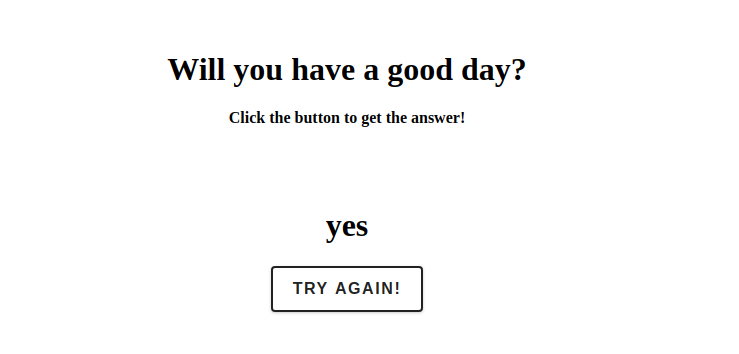 Will you have a good day?
Click the button to get the answer!
yes
TRY AGAIN!